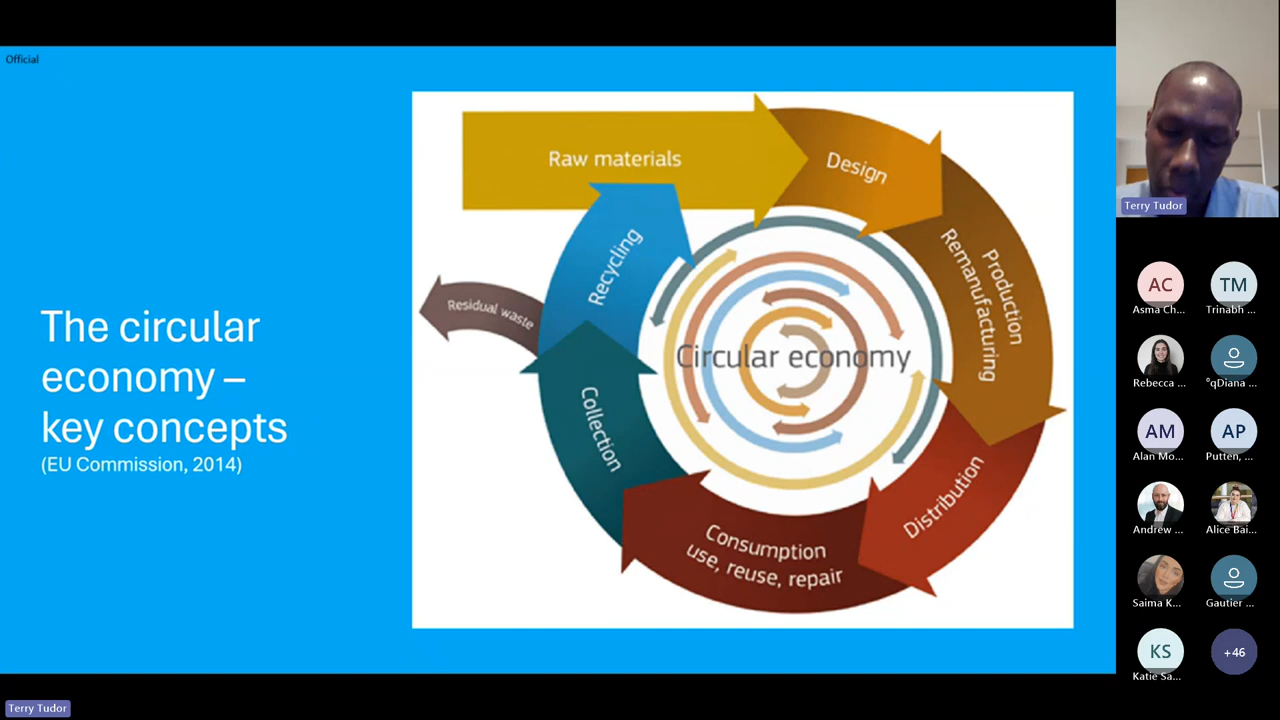 Official
The circular
economy –
key concepts
(EU Commission, 2014)
Raw materials
Design
Production
Remanufacturing
Distribution
Consumption
use, reuse, repair
Collection
Recycling
Residual waste
Circular economy
Terry Tudor
AC
Asma Ch...
TM
Trinabh ...
Rebecca ...
°qDiana ...
AM
Alan Mo...
AP
Putten, ...
Andrew ...
Alice Bai...
Saima K...
Gautier ...
KS
Katie Sa...
+46
Terry Tudor